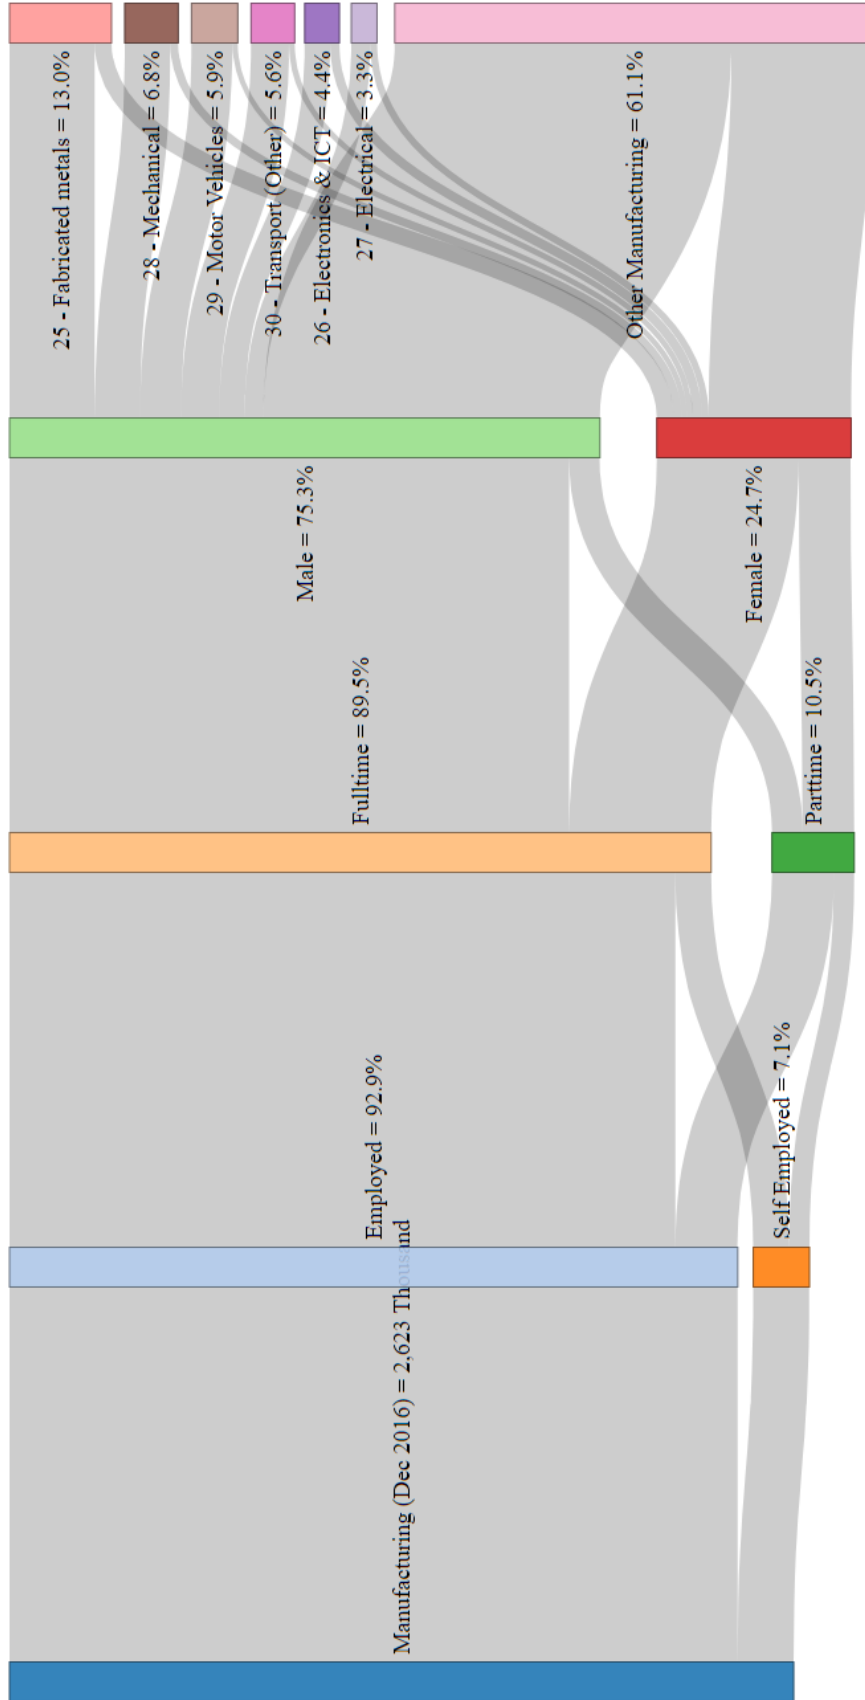 Manufacturing (Dec 2016) = 2,623 Thousand
Employed = 92.9%
Self Employed = 7.1%
Fulltime = 89.5%
Parttime = 10.5%
Male = 75.3%
Female = 24.7%
25 - Fabricated metals = 13.0%
28 - Mechanical = 6.8%
29 - Motor Vehicles = 5.9%
30 - Transport (Other) = 5.6%
26 - Electronics & ICT = 4.4%
27 - Electrical = 3.3%
Other Manufacturing = 61.1%